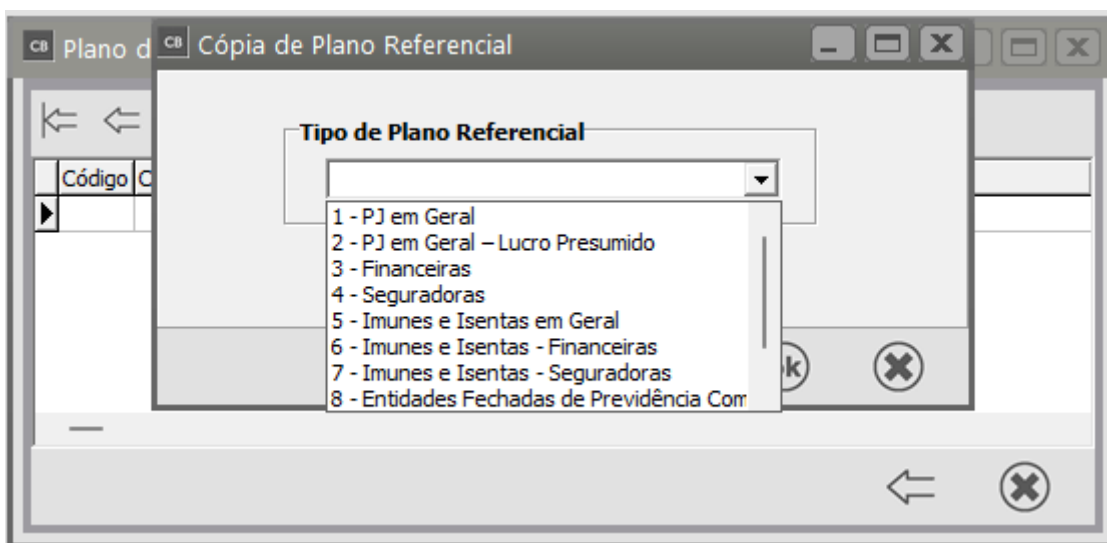 CB Plano d
CB Cópia de Plano Referencial
Tipo de Plano Referencial
Código C
1 - PJ em Geral
2 - PJ em Geral – Lucro Presumido
3 - Financeiras
4 - Seguradoras
5 - Imunes e Isentas em Geral
6 - Imunes e Isentas - Financeiras
7 - Imunes e Isentas - Seguradoras
8 - Entidades Fechadas de Previdência Com
k